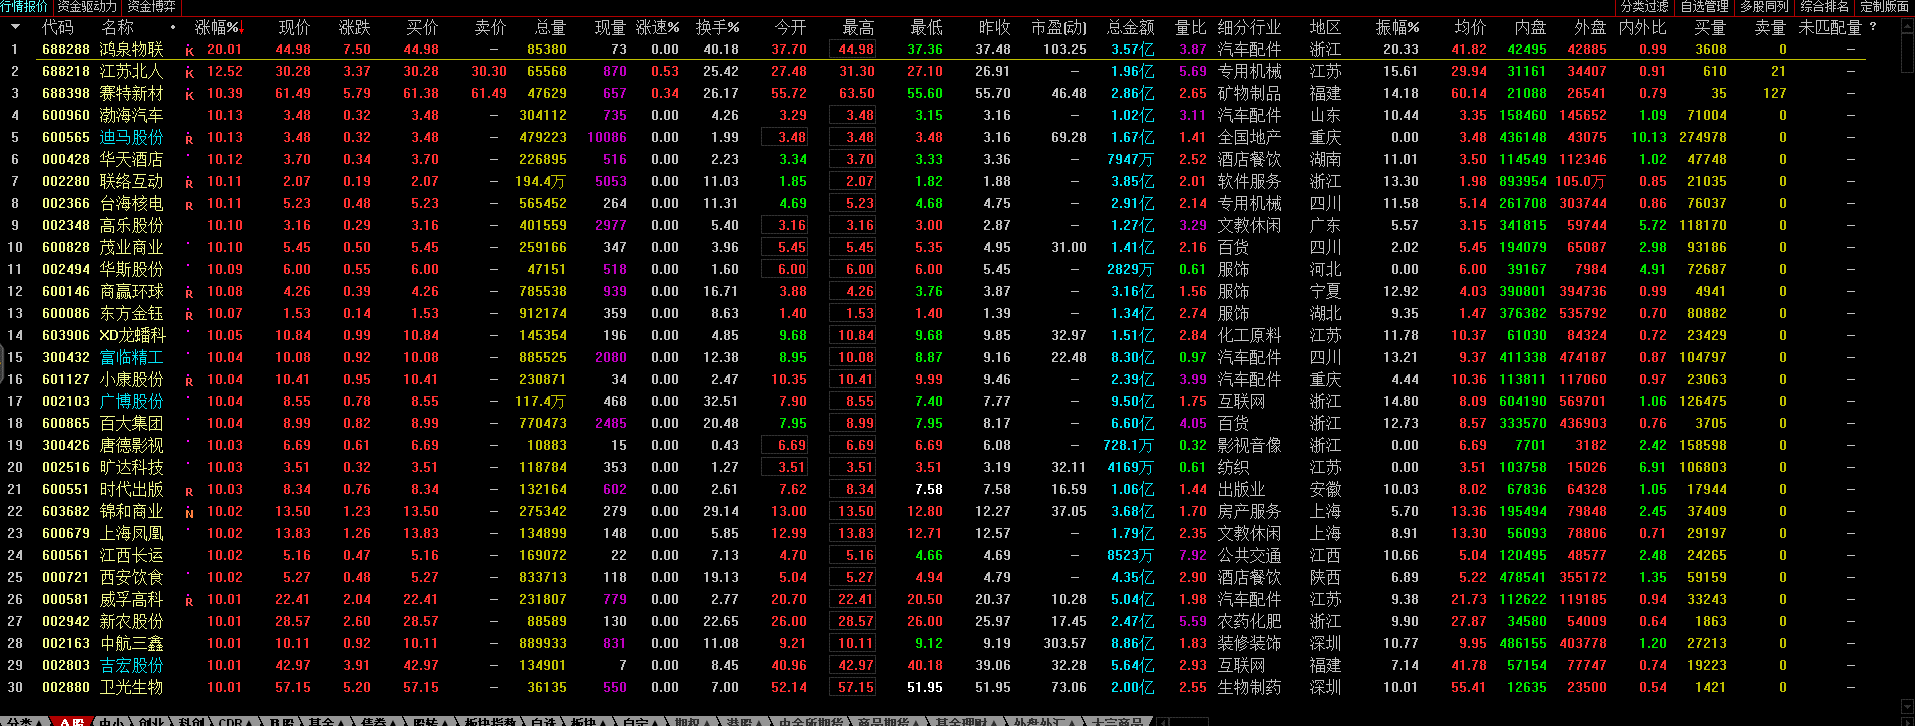 行情报价 资金驱动力 资金博弈 分类过滤 自选管理 多股同列 综合排名 定制版面
代码 名称 涨幅%↓ 现价 涨跌 买价 卖价 总量 现量 涨速% 换手% 今开 最高 最低 昨收 市盈(动) 总金额 量比 细分行业 地区 振幅% 均价 内盘 外盘 内外比 买量 卖量 未匹配量 ?
1 688288 鸿泉物联 K 20.01 44.98 7.50 44.98 – 85380 73 0.00 40.18 37.70 44.98 37.36 37.48 103.25 3.57亿 3.87 汽车配件 浙江 20.33 41.82 42495 42885 0.99 3608 0 –
2 688218 江苏北人 K 12.52 30.28 3.37 30.28 30.30 65568 870 0.53 25.42 27.48 31.30 27.10 26.91 – 1.96亿 5.69 专用机械 江苏 15.61 29.94 31161 34407 0.91 610 21 –
3 688398 赛特新材 K 10.39 61.49 5.79 61.38 61.49 47629 657 0.34 26.17 55.72 63.50 55.60 55.70 46.48 2.86亿 2.65 矿物制品 福建 14.18 60.14 21088 26541 0.79 35 127 –
4 600960 渤海汽车 10.13 3.48 0.32 3.48 – 304112 735 0.00 4.26 3.29 3.48 3.15 3.16 – 1.02亿 3.11 汽车配件 山东 10.44 3.35 158460 145652 1.09 71004 0 –
5 600565 迪马股份 R 10.13 3.48 0.32 3.48 – 479223 10086 0.00 1.99 3.48 3.48 3.48 3.16 69.28 1.67亿 1.41 全国地产 重庆 0.00 3.48 436148 43075 10.13 274978 0 –
6 000428 华天酒店 10.12 3.70 0.34 3.70 – 226895 516 0.00 2.23 3.34 3.70 3.33 3.36 – 7947万 2.52 酒店餐饮 湖南 11.01 3.50 114549 112346 1.02 47748 0 –
7 002280 联络互动 R 10.11 2.07 0.19 2.07 – 194.4万 5053 0.00 11.03 1.85 2.07 1.82 1.88 – 3.85亿 2.01 软件服务 浙江 13.30 1.98 893954 105.0万 0.85 21035 0 –
8 002366 台海核电 R 10.11 5.23 0.48 5.23 – 565452 264 0.00 11.31 4.69 5.23 4.68 4.75 – 2.91亿 2.14 专用机械 四川 11.58 5.14 261708 303744 0.86 76037 0 –
9 002348 高乐股份 10.10 3.16 0.29 3.16 – 401559 2977 0.00 5.40 3.16 3.16 3.00 2.87 – 1.27亿 3.29 文教休闲 广东 5.57 3.15 341815 59744 5.72 118170 0 –
10 600828 茂业商业 10.10 5.45 0.50 5.45 – 259166 347 0.00 3.96 5.45 5.45 5.35 4.95 31.00 1.41亿 2.16 百货 四川 2.02 5.45 194079 65087 2.98 93186 0 –
11 002494 华斯股份 10.09 6.00 0.55 6.00 – 47151 518 0.00 1.60 6.00 6.00 6.00 5.45 – 2829万 0.61 服饰 河北 0.00 6.00 39167 7984 4.91 72687 0 –
12 600146 商赢环球 R 10.08 4.26 0.39 4.26 – 785538 939 0.00 16.71 3.88 4.26 3.76 3.87 – 3.16亿 1.56 服饰 宁夏 12.92 4.03 390801 394736 0.99 4941 0 –
13 600086 东方金钰 R 10.07 1.53 0.14 1.53 – 912174 359 0.00 8.63 1.40 1.53 1.40 1.39 – 1.34亿 2.74 服饰 湖北 9.35 1.47 376382 535792 0.70 80882 0 –
14 603906 XD龙蟠科 10.05 10.84 0.99 10.84 – 145354 196 0.00 4.85 9.68 10.84 9.68 9.85 32.97 1.51亿 2.84 化工原料 江苏 11.78 10.37 61030 84324 0.72 23429 0 –
15 300432 富临精工 10.04 10.08 0.92 10.08 – 885525 2080 0.00 12.38 8.95 10.08 8.87 9.16 22.48 8.30亿 0.97 汽车配件 四川 13.21 9.37 411338 474187 0.87 104797 0 –
16 601127 小康股份 R 10.04 10.41 0.95 10.41 – 230871 34 0.00 2.47 10.35 10.41 9.99 9.46 – 2.39亿 3.99 汽车配件 重庆 4.44 10.36 113811 117060 0.97 23063 0 –
17 002103 广博股份 10.04 8.55 0.78 8.55 – 117.4万 468 0.00 32.51 7.90 8.55 7.40 7.77 – 9.50亿 1.75 互联网 浙江 14.80 8.09 604190 569701 1.06 126475 0 –
18 600865 百大集团 10.04 8.99 0.82 8.99 – 770473 2485 0.00 20.48 7.95 8.99 7.95 8.17 – 6.60亿 4.05 百货 浙江 12.73 8.57 333570 436903 0.76 3705 0 –
19 300426 唐德影视 10.03 6.69 0.61 6.69 – 10883 15 0.00 0.43 6.69 6.69 6.69 6.08 – 728.1万 0.32 影视音像 浙江 0.00 6.69 7701 3182 2.42 158598 0 –
20 002516 旷达科技 10.03 3.51 0.32 3.51 – 118784 353 0.00 1.27 3.51 3.51 3.51 3.19 32.11 4169万 0.61 纺织 江苏 0.00 3.51 103758 15026 6.91 106803 0 –
21 600551 时代出版 R 10.03 8.34 0.76 8.34 – 132164 602 0.00 2.61 7.62 8.34 7.58 7.58 16.59 1.06亿 1.44 出版业 安徽 10.03 8.02 67836 64328 1.05 17944 0 –
22 603682 锦和商业 N 10.02 13.50 1.23 13.50 – 275342 279 0.00 29.14 13.00 13.50 12.80 12.27 37.05 3.68亿 1.70 房产服务 上海 5.70 13.36 195494 79848 2.45 37409 0 –
23 600679 上海凤凰 10.02 13.83 1.26 13.83 – 134899 148 0.00 5.85 12.99 13.83 12.71 12.57 – 1.79亿 2.35 文教休闲 上海 8.91 13.30 56093 78806 0.71 29197 0 –
24 600561 江西长运 10.02 5.16 0.47 5.16 – 169072 22 0.00 7.13 4.70 5.16 4.66 4.69 – 8523万 7.92 公共交通 江西 10.66 5.04 120495 48577 2.48 24265 0 –
25 000721 西安饮食 10.02 5.27 0.48 5.27 – 833713 118 0.00 19.13 5.04 5.27 4.94 4.79 – 4.35亿 2.90 酒店餐饮 陕西 6.89 5.22 478541 355172 1.35 59159 0 –
26 000581 威孚高科 R 10.01 22.41 2.04 22.41 – 231807 779 0.00 2.77 20.70 22.41 20.50 20.37 10.28 5.04亿 1.98 汽车配件 江苏 9.38 21.73 112622 119185 0.94 33243 0 –
27 002942 新农股份 10.01 28.57 2.60 28.57 – 88589 130 0.00 22.65 26.00 28.57 26.00 25.97 17.45 2.47亿 5.59 农药化肥 浙江 9.90 27.87 34580 54009 0.64 1863 0 –
28 002163 中航三鑫 10.01 10.11 0.92 10.11 – 889933 831 0.00 11.08 9.21 10.11 9.12 9.19 303.57 8.86亿 1.83 装修装饰 深圳 10.77 9.95 486155 403778 1.20 27213 0 –
29 002803 吉宏股份 10.01 42.97 3.91 42.97 – 134901 7 0.00 8.45 40.96 42.97 40.18 39.06 32.28 5.64亿 2.93 互联网 福建 7.14 41.78 57154 77747 0.74 19223 0 –
30 002880 卫光生物 10.01 57.15 5.20 57.15 – 36135 550 0.00 7.00 52.14 57.15 51.95 51.95 73.06 2.00亿 2.55 生物制药 深圳 10.01 55.41 12635 23500 0.54 1421 0 –
分类 A股 中小 创业 科创 CDR B股 基金 债券 股转 板块指数 自选 板块 自定 期权 港股 中金所期货 商品期货 基金理财 外盘外汇 大宗商品